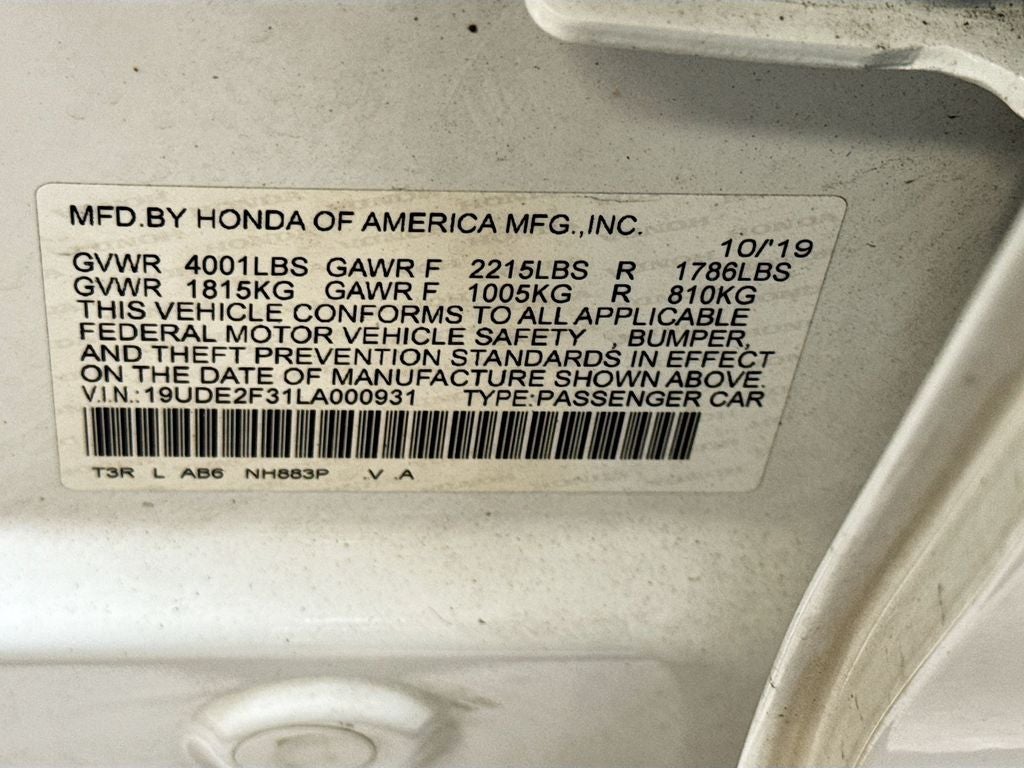 MFD.BY HONDA OF AMERICA MFG.,INC.
10/'19
GVWR 4001LBS GAWR F 2215LBS R 1786LBS
GVWR 1815KG GAWR F 1005KG R 810KG
THIS VEHICLE CONFORMS TO ALL APPLICABLE
FEDERAL MOTOR VEHICLE SAFETY , BUMPER,
AND THEFT PREVENTION STANDARDS IN EFFECT
ON THE DATE OF MANUFACTURE SHOWN ABOVE.
V.I.N.:19UDE2F31LA000931 TYPE:PASSENGER CAR
T3R L AB6 NH883P .V .A